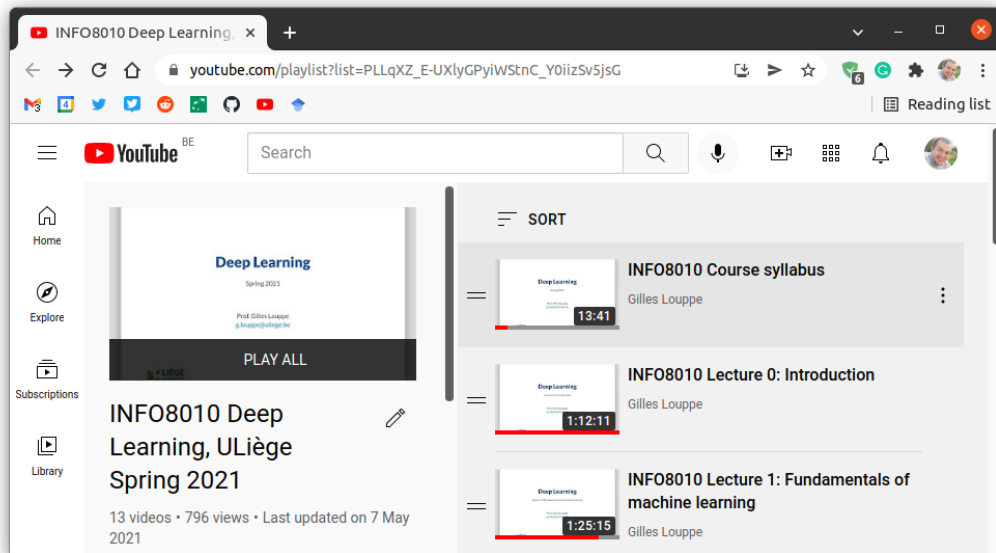 INFO8010 Deep Learning,
youtube.com/playlist?list=PLLqXZ_E-UXlyGPyiWStnC_Y0iizSv5jsG
6
M
4
Reading list
YouTube BE
Search
Home
Explore
Subscriptions
Library
Deep Learning
Spring 2021
Prof. Gilles Louppe
g.louppe@uliege.be
LIÈGE
PLAY ALL
INFO8010 Deep
Learning, ULiège
Spring 2021
13 videos • 796 views • Last updated on 7 May
2021
SORT
Deep Learning
13:41
INFO8010 Course syllabus
Gilles Louppe
Deep Learning
1:12:11
INFO8010 Lecture 0: Introduction
Gilles Louppe
Deep Learning
1:25:15
INFO8010 Lecture 1: Fundamentals of
machine learning
Gilles Louppe